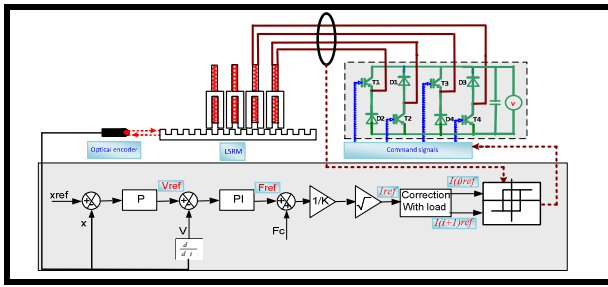 T1
D1
T3
D3
D2
T2
D4
T4
V
Optical encoder
LSRM
Command signals
xref
P
Vref
PI
Fref
1/K
√
Iref
Correction
With load
I(i)ref
I(i+1)ref
x
V
Fc
d
d t